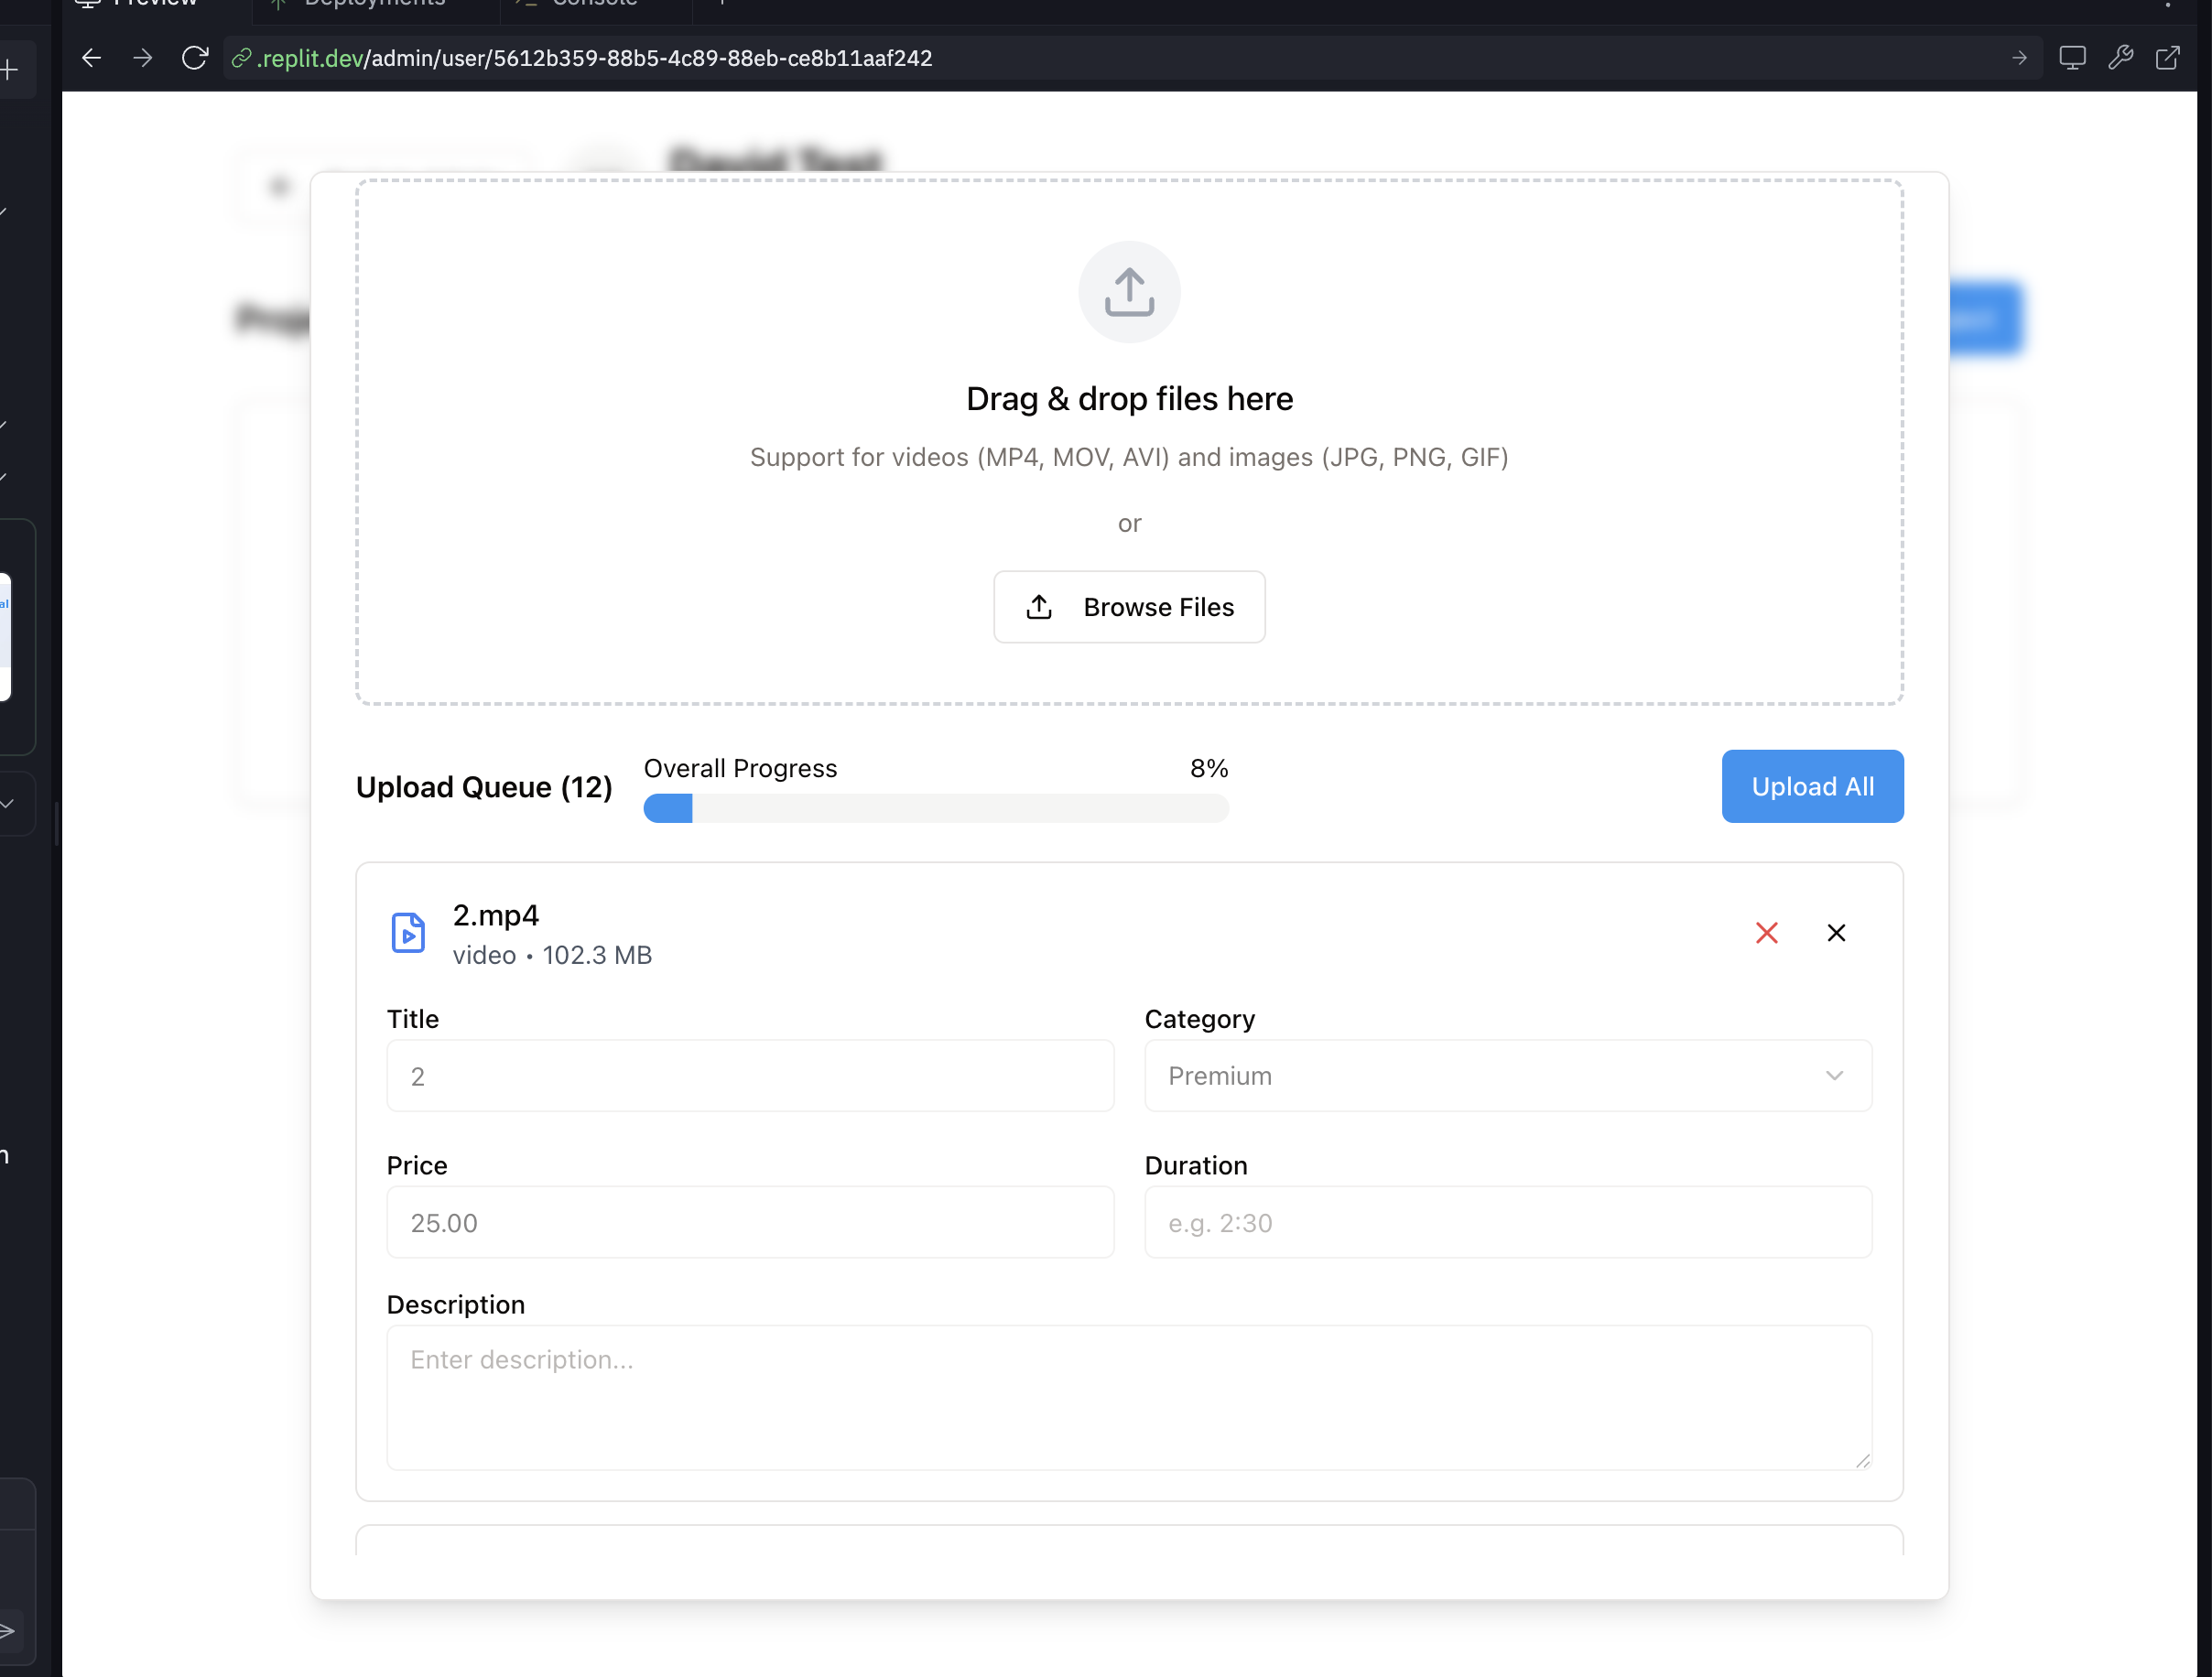 Preview
Deployments
Console
.replit.dev/admin/user/5612b359-88b5-4c89-88eb-ce8b11aaf242
David Test
al
Drag & drop files here
Support for videos (MP4, MOV, AVI) and images (JPG, PNG, GIF)
or
Browse Files
Upload Queue (12)
Overall Progress
8%
Upload All
2.mp4
video • 102.3 MB
Title
Category
2
Premium
Price
Duration
25.00
e.g. 2:30
Description
Enter description...